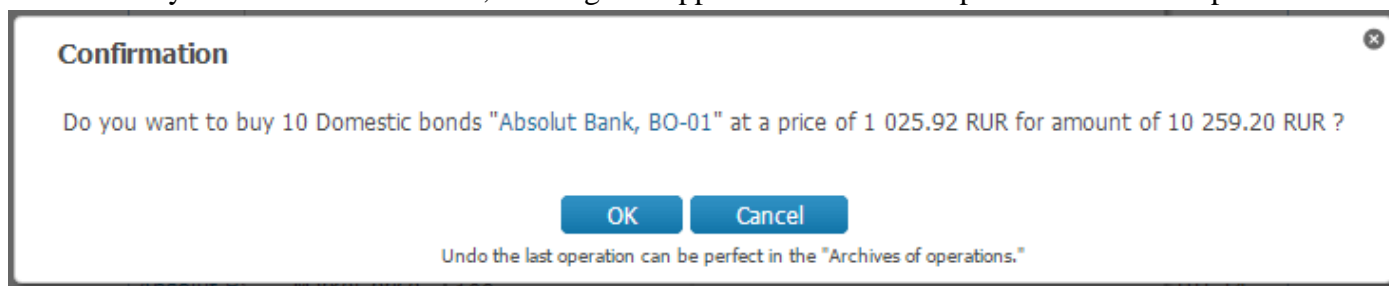 Confirmation
Do you want to buy 10 Domestic bonds "Absolut Bank, BO-01" at a price of 1 025.92 RUR for amount of 10 259.20 RUR ?
OK
Cancel
Undo the last operation can be perfect in the "Archives of operations."